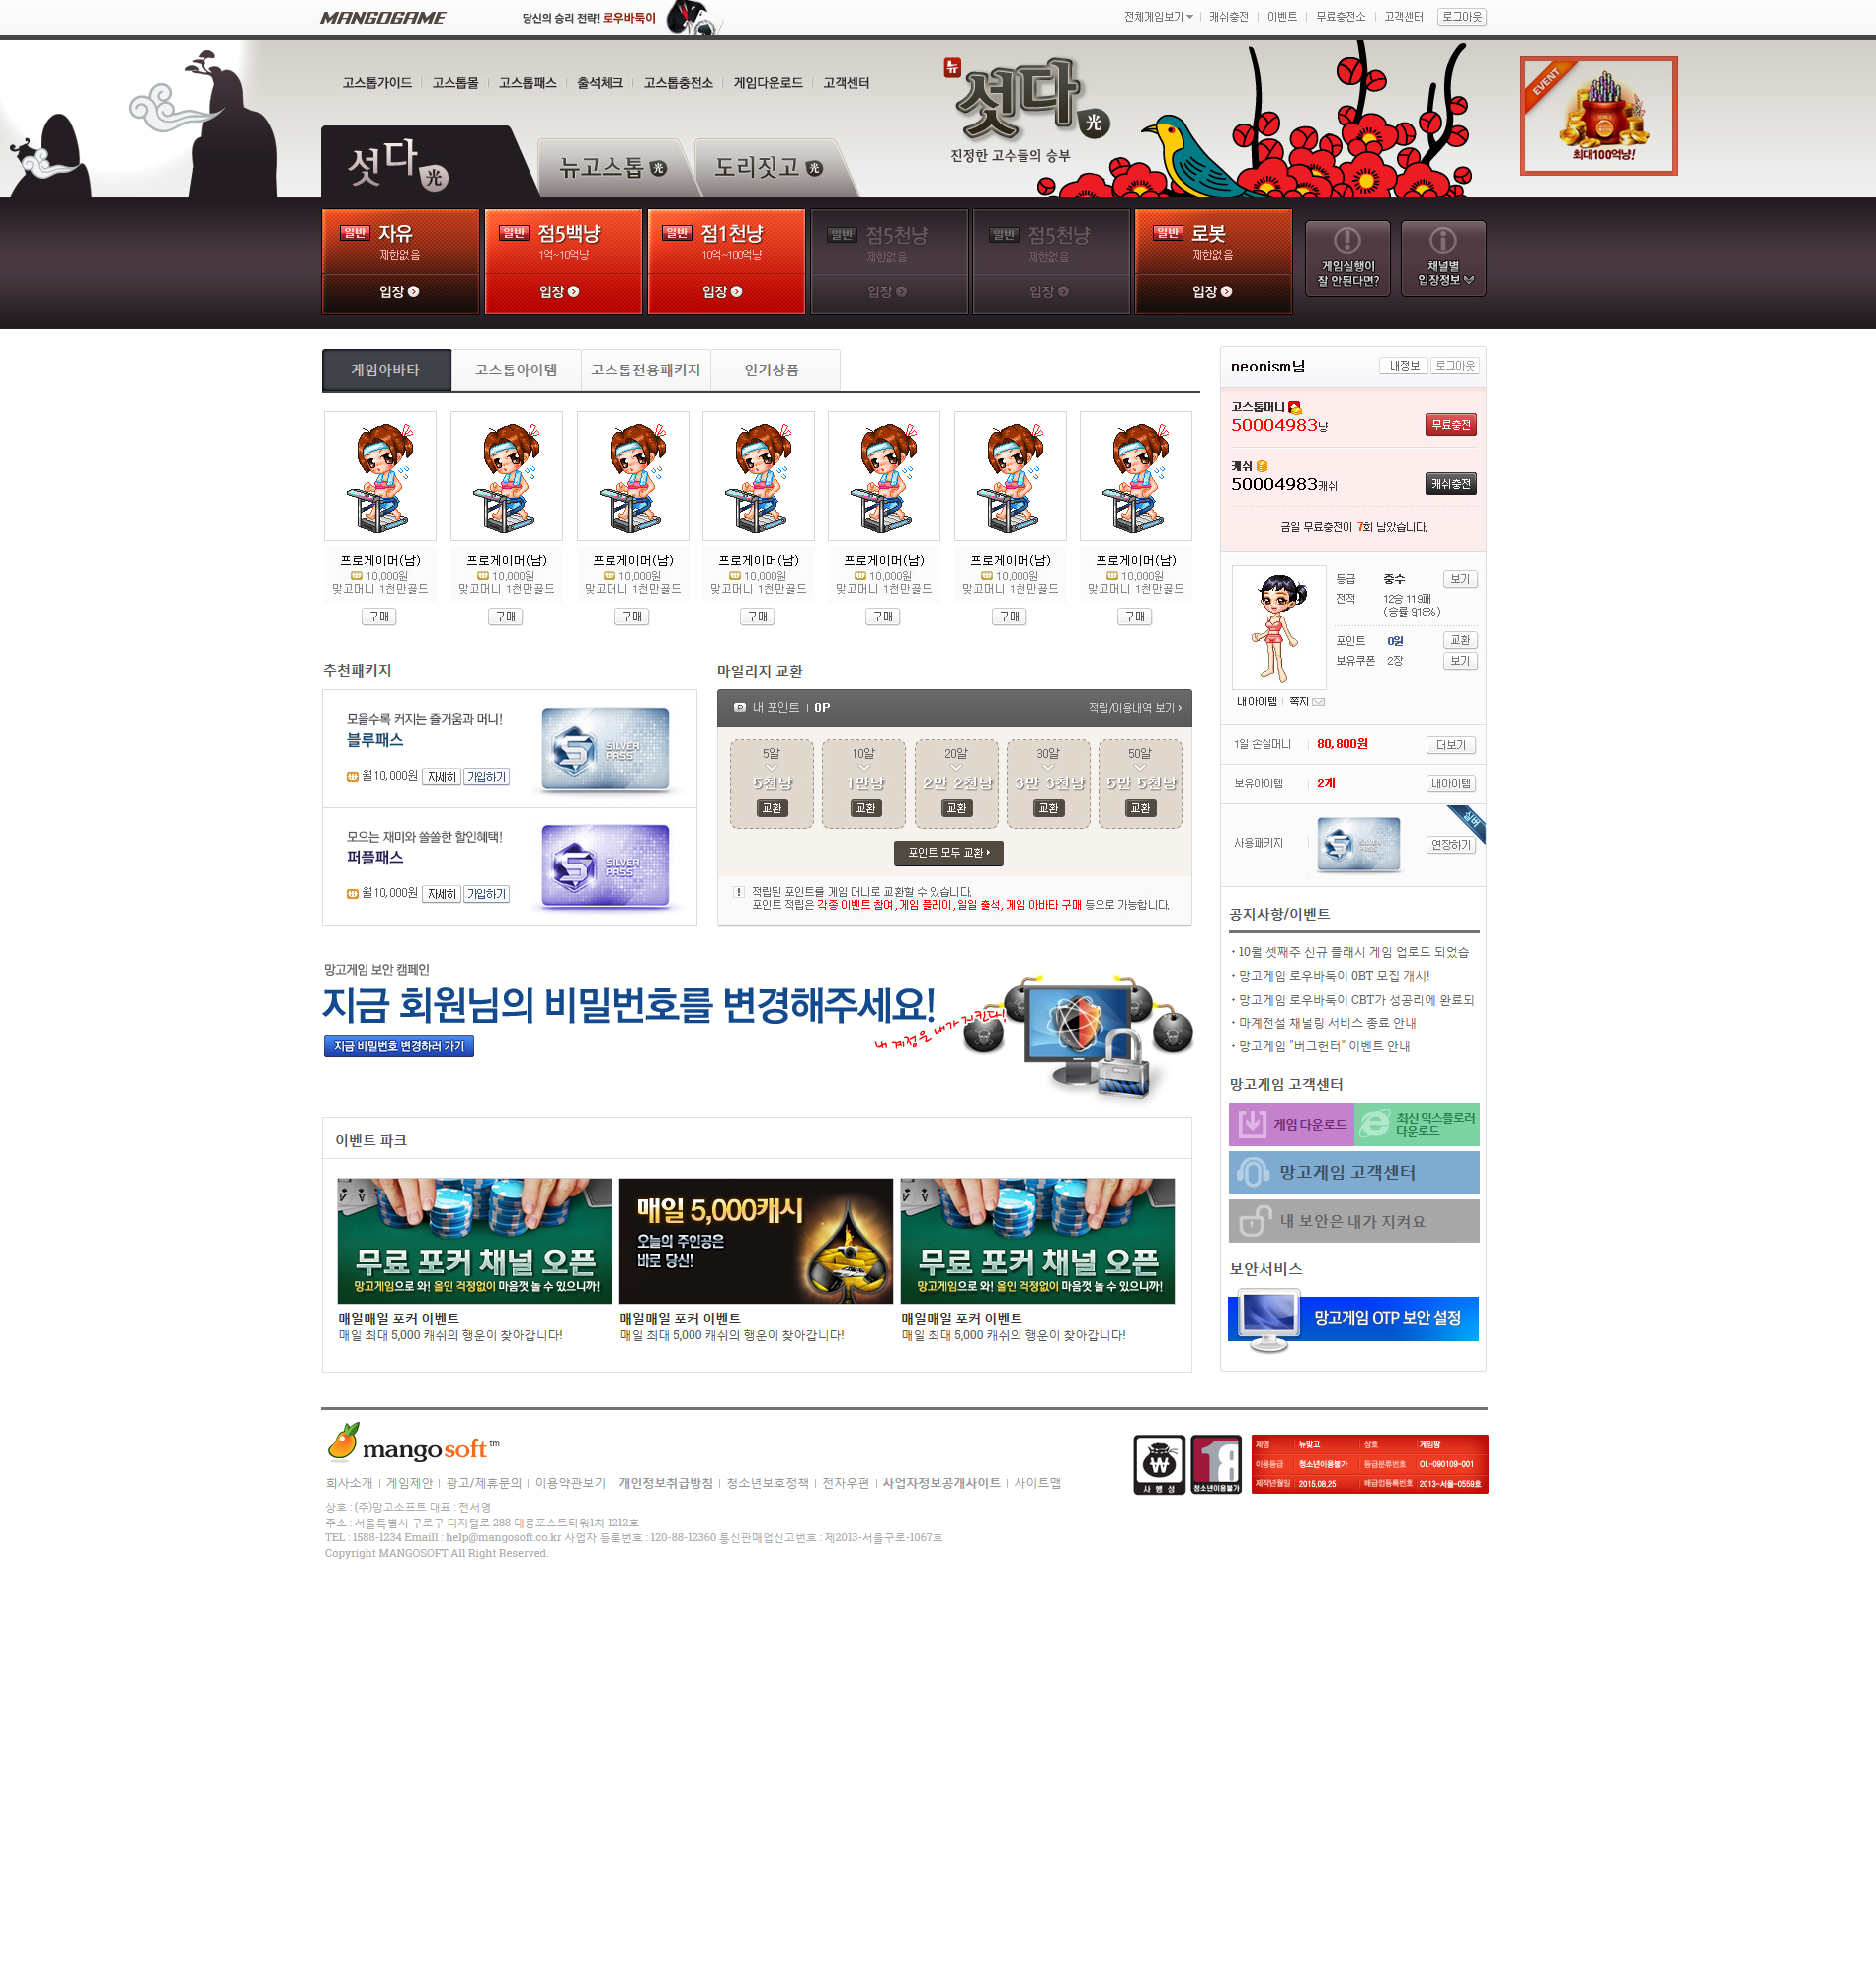 MANGOGAME
당신의 승리 전략! 로우바둑이
전체게임보기 캐쉬충전 이벤트 무료충전소 고객센터 로그아웃
고스톱가이드 고스톱몰 고스톱패스 출석체크 고스톱충전소 게임다운로드 고객센터
뉴 섯다 光
진정한 고수들의 승부
EVENT
최대100억냥!
섯다 光 뉴고스톱 光 도리짓고 光
일반 자유 일반 점5백냥 일반 점1천냥 일반 점5천냥 일반 점5천냥 일반 로봇
제한없음 1억~10억냥 10억~100억냥 제한없음 제한없음 제한없음
입장 입장 입장 입장 입장 입장
게임실행이
잘 안된다면?
채널별
입장정보
게임아바타 고스톱아이템 고스톱전용패키지 인기상품
프로게이머(남) 프로게이머(남) 프로게이머(남) 프로게이머(남) 프로게이머(남) 프로게이머(남) 프로게이머(남)
10,000원 10,000원 10,000원 10,000원 10,000원 10,000원 10,000원
맞고머니 1천만골드 맞고머니 1천만골드 맞고머니 1천만골드 맞고머니 1천만골드 맞고머니 1천만골드 맞고머니 1천만골드 맞고머니 1천만골드
구매 구매 구매 구매 구매 구매 구매
추천패키지
모을수록 커지는 즐거움과 머니!
블루패스
월10,000원 자세히 가입하기
SILVER
PASS
모으는 재미와 쏠쏠한 할인혜택!
퍼플패스
월10,000원 자세히 가입하기
SILVER
PASS
마일리지 교환
내 포인트 0P 적립/이용내역 보기
5알 10알 20알 30알 50알
5천냥 1만냥 2만 2천냥 3만 3천냥 5만 5천냥
교환 교환 교환 교환 교환
포인트 모두 교환
적립된 포인트를 게임 머니로 교환할 수 있습니다.
포인트 적립은 각종 이벤트 참여, 게임 플레이, 일일 출석, 게임 아바타 구매 등으로 가능합니다.
망고게임 보안 캠페인
지금 회원님의 비밀번호를 변경해주세요!
내 계정은 내가 지킨다!
지금 비밀번호 변경하러 가기
이벤트 파크
무료 포커 채널 오픈
망고게임으로 와! 올인 걱정없이 마음껏 놀 수 있으니까!
매일 5,000캐시
오늘의 주인공은
바로 당신!
무료 포커 채널 오픈
망고게임으로 와! 올인 걱정없이 마음껏 놀 수 있으니까!
매일매일 포커 이벤트 매일매일 포커 이벤트 매일매일 포커 이벤트
매일 최대 5,000 캐쉬의 행운이 찾아갑니다! 매일 최대 5,000 캐쉬의 행운이 찾아갑니다! 매일 최대 5,000 캐쉬의 행운이 찾아갑니다!
neonism님 내정보 로그아웃
고스톱머니
50004983냥 무료충전
캐쉬
50004983캐쉬 캐쉬충전
금일 무료충전이 7회 남았습니다.
등급 중수 보기
전적 12승 119패
(승률 9.18%)
포인트 0원 교환
보유쿠폰 2장 보기
내아이템 쪽지
1일 손실머니 80,800원 더보기
보유아이템 2개 내아이템
사용패키지 SILVER PASS 실버 연장하기
공지사항/이벤트
· 10월 셋째주 신규 플래시 게임 업로드 되었습
· 망고게임 로우바둑이 0BT 모집 개시!
· 망고게임 로우바둑이 CBT가 성공리에 완료되
· 마계전설 채널링 서비스 종료 안내
· 망고게임 "버그헌터" 이벤트 안내
망고게임 고객센터
게임 다운로드
최신 익스플로러
다운로드
망고게임 고객센터
내 보안은 내가 지켜요
보안서비스
망고게임 OTP 보안 설정
mangosoft™
회사소개 게임제안 광고/제휴문의 이용약관보기 개인정보취급방침 청소년보호정책 전자우편 사업자정보공개사이트 사이트맵
상호 : (주)망고소프트 대표 : 전서영
주소 : 서울특별시 구로구 디지털로 288 대륭포스트타워1차 1212호
TEL : 1588-1234 Emaill : help@mangosoft.co.kr 사업자 등록번호 : 120-88-12360 통신판매업신고번호 : 제2013-서울구로-1067호
Copyright MANGOSOFT All Right Reserved.
₩ 사행성
18 청소년이용불가
제명 뉴맞고 상호 게임짱
이용등급 청소년이용불가 등급분류번호 OL-090109-001
제작년월일 2015.08.25 배급업등록번호 2013-서울-0559호